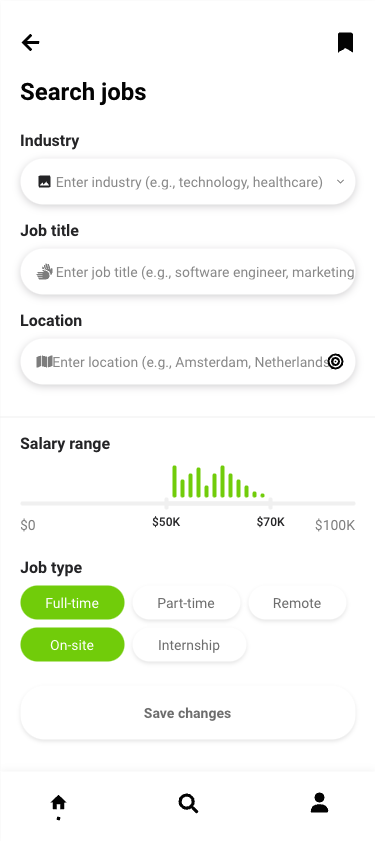 Search jobs
Industry
Enter industry (e.g., technology, healthcare)
Job title
Enter job title (e.g., software engineer, marketing
Location
Enter location (e.g., Amsterdam, Netherlands
Salary range
$0 $50K $70K $100K
Job type
Full-time Part-time Remote
On-site Internship
Save changes